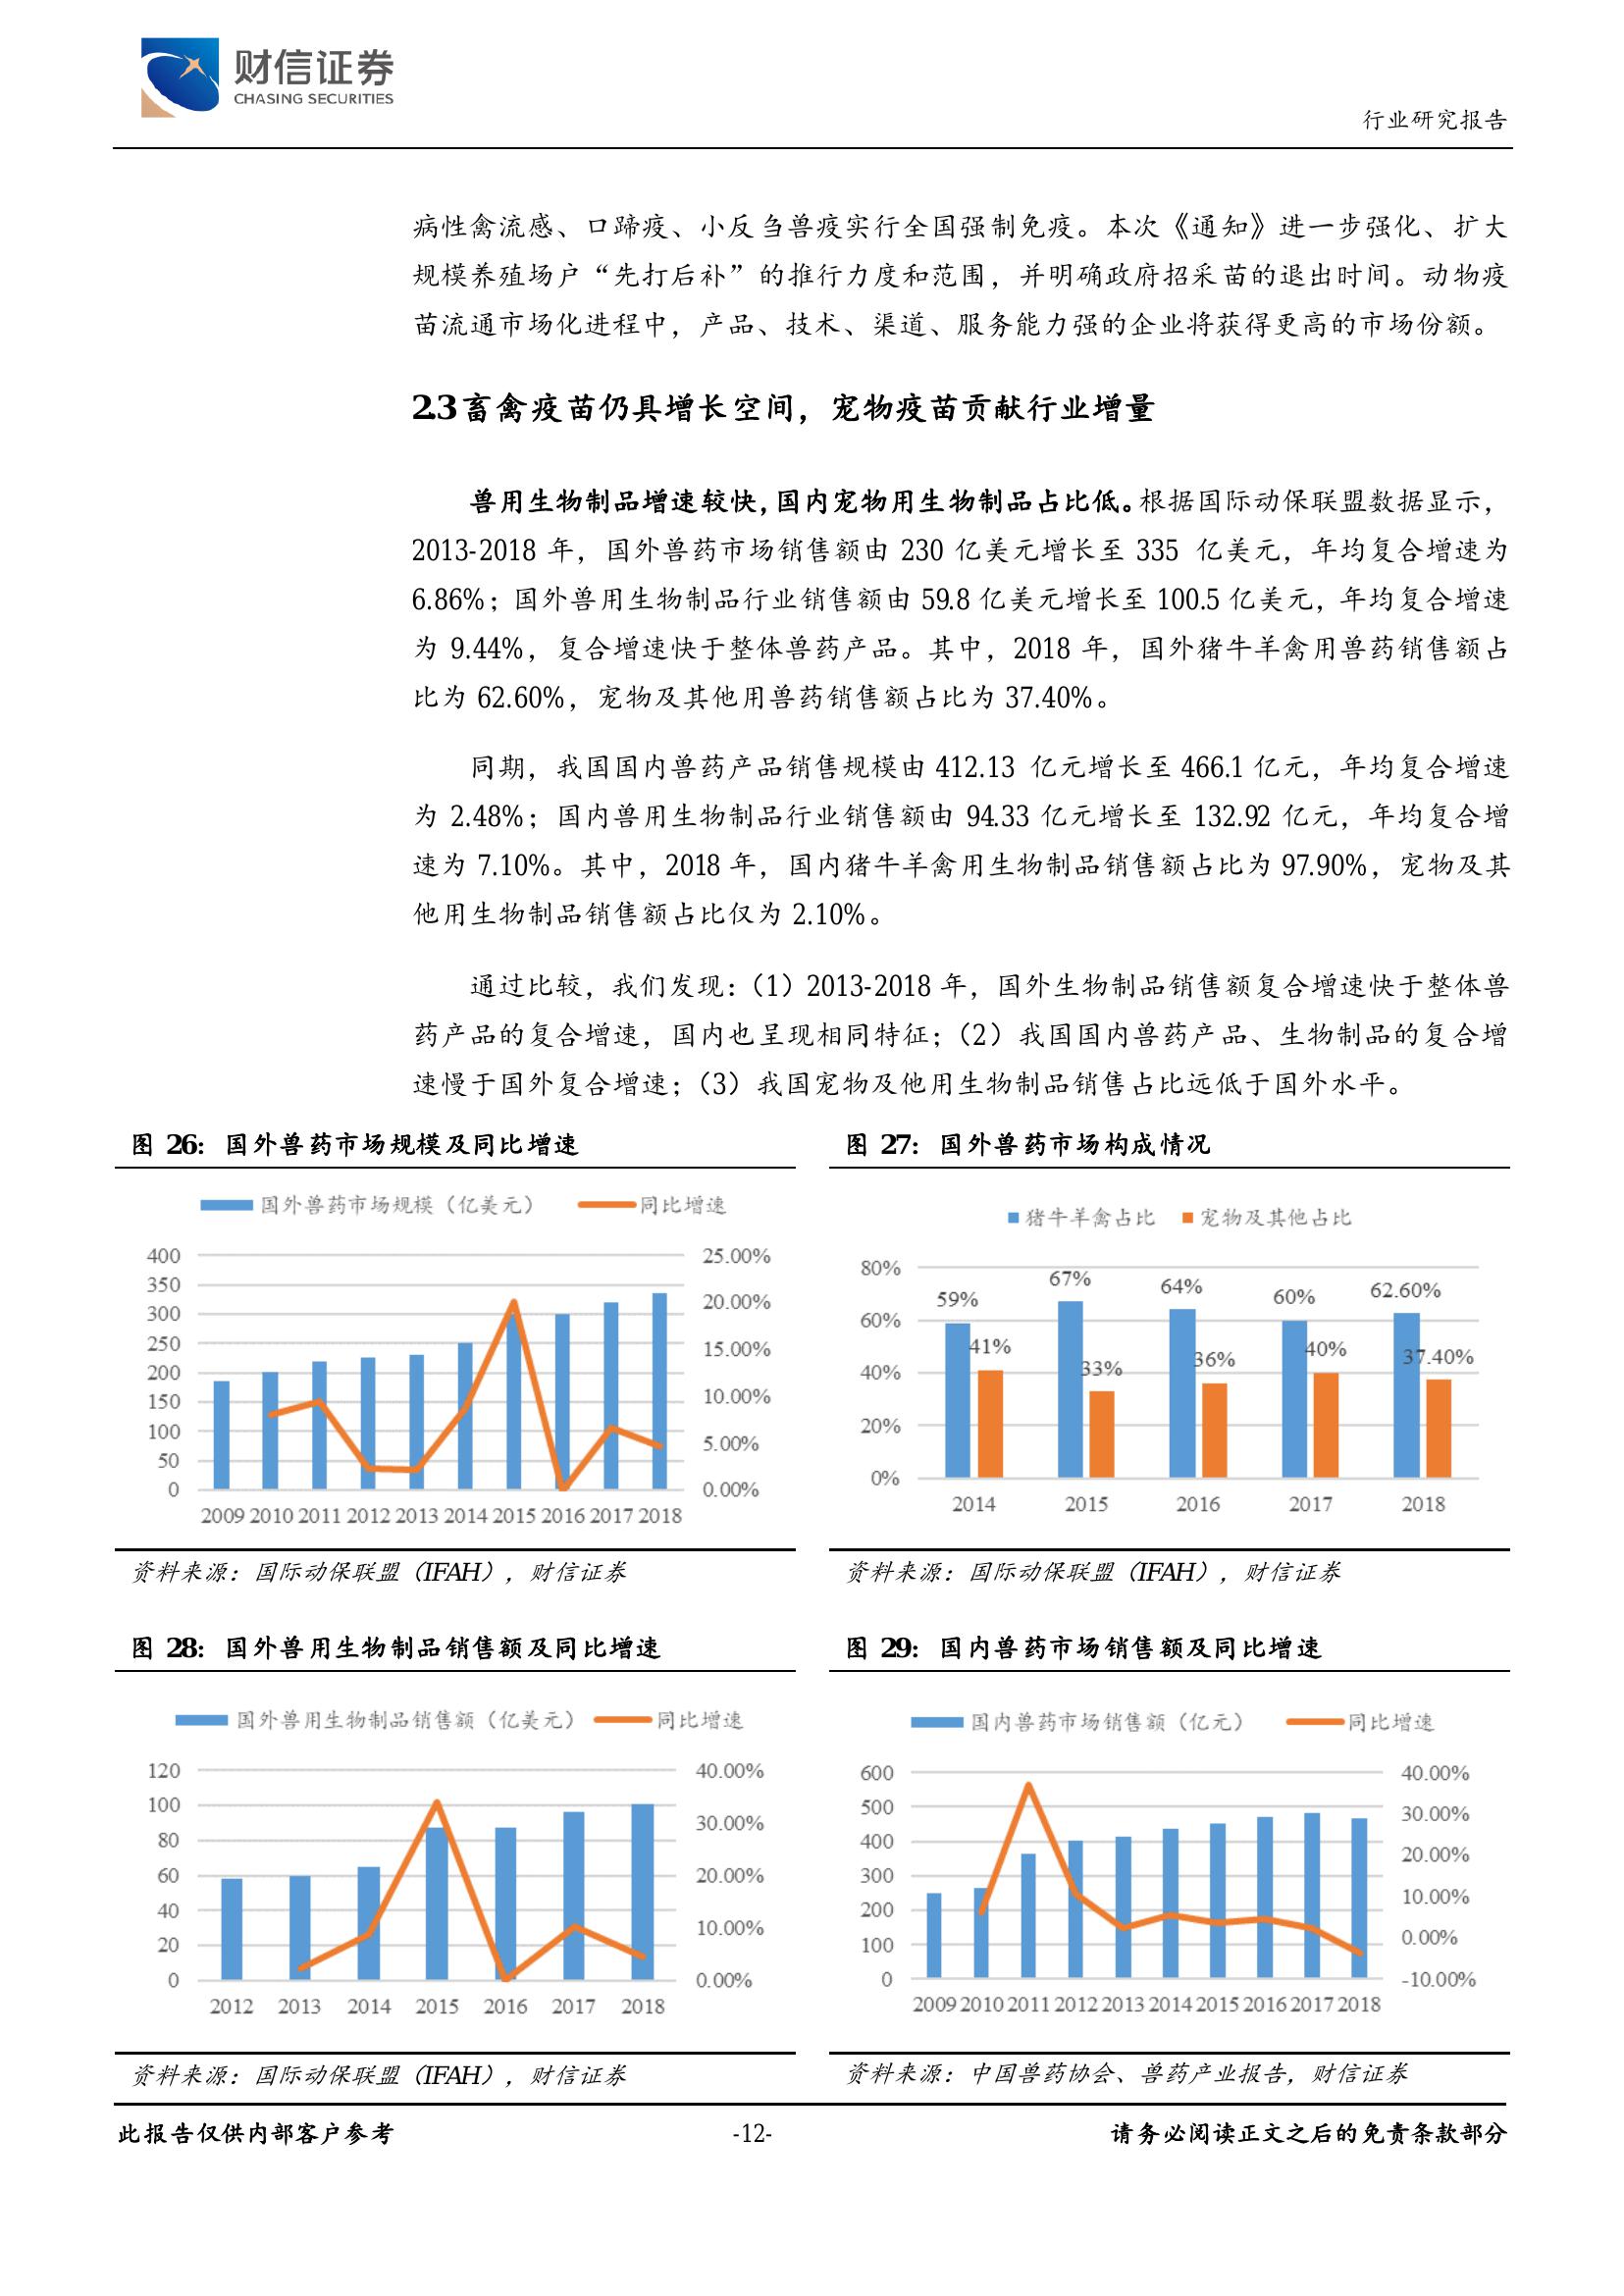 财信证券
CHASING SECURITIES
行业研究报告
病性禽流感、口蹄疫、小反刍兽疫实行全国强制免疫。本次《通知》进一步强化、扩大
规模养殖场户“先打后补”的推行力度和范围，并明确政府招采苗的退出时间。动物疫
苗流通市场化进程中，产品、技术、渠道、服务能力强的企业将获得更高的市场份额。
2.3 畜禽疫苗仍具增长空间，宠物疫苗贡献行业增量
兽用生物制品增速较快，国内宠物用生物制品占比低。根据国际动保联盟数据显示，
2013-2018 年，国外兽药市场销售额由 230 亿美元增长至 335 亿美元，年均复合增速为
6.86%；国外兽用生物制品行业销售额由 59.8 亿美元增长至 100.5 亿美元，年均复合增速
为 9.44%，复合增速快于整体兽药产品。其中，2018 年，国外猪牛羊禽用兽药销售额占
比为 62.60%，宠物及其他用兽药销售额占比为 37.40%。
同期，我国国内兽药产品销售规模由 412.13 亿元增长至 466.1 亿元，年均复合增速
为 2.48%；国内兽用生物制品行业销售额由 94.33 亿元增长至 132.92 亿元，年均复合增
速为 7.10%。其中，2018 年，国内猪牛羊禽用生物制品销售额占比为 97.90%，宠物及其
他用生物制品销售额占比仅为 2.10%。
通过比较，我们发现：（1）2013-2018 年，国外生物制品销售额复合增速快于整体兽
药产品的复合增速，国内也呈现相同特征；（2）我国国内兽药产品、生物制品的复合增
速慢于国外复合增速；（3）我国宠物及他用生物制品销售占比远低于国外水平。
图 26：国外兽药市场规模及同比增速
国外兽药市场规模（亿美元） 同比增速
400 25.00%
350
300 20.00%
250 15.00%
200
150 10.00%
100 5.00%
50
0 0.00%
2009 2010 2011 2012 2013 2014 2015 2016 2017 2018
资料来源：国际动保联盟（IFAH），财信证券
图 27：国外兽药市场构成情况
猪牛羊禽占比 宠物及其他占比
80%
60%
40%
20%
0%
59% 67% 64% 60% 62.60%
41% 33% 36% 40% 37.40%
2014 2015 2016 2017 2018
资料来源：国际动保联盟（IFAH），财信证券
图 28：国外兽用生物制品销售额及同比增速
国外兽用生物制品销售额（亿美元） 同比增速
120 40.00%
100 30.00%
80
60 20.00%
40 10.00%
20
0 0.00%
2012 2013 2014 2015 2016 2017 2018
资料来源：国际动保联盟（IFAH），财信证券
图 29：国内兽药市场销售额及同比增速
国内兽药市场销售额（亿元） 同比增速
600 40.00%
500 30.00%
400 20.00%
300
200 10.00%
100 0.00%
0 -10.00%
2009 2010 2011 2012 2013 2014 2015 2016 2017 2018
资料来源：中国兽药协会、兽药产业报告，财信证券
此报告仅供内部客户参考 -12- 请务必阅读正文之后的免责条款部分